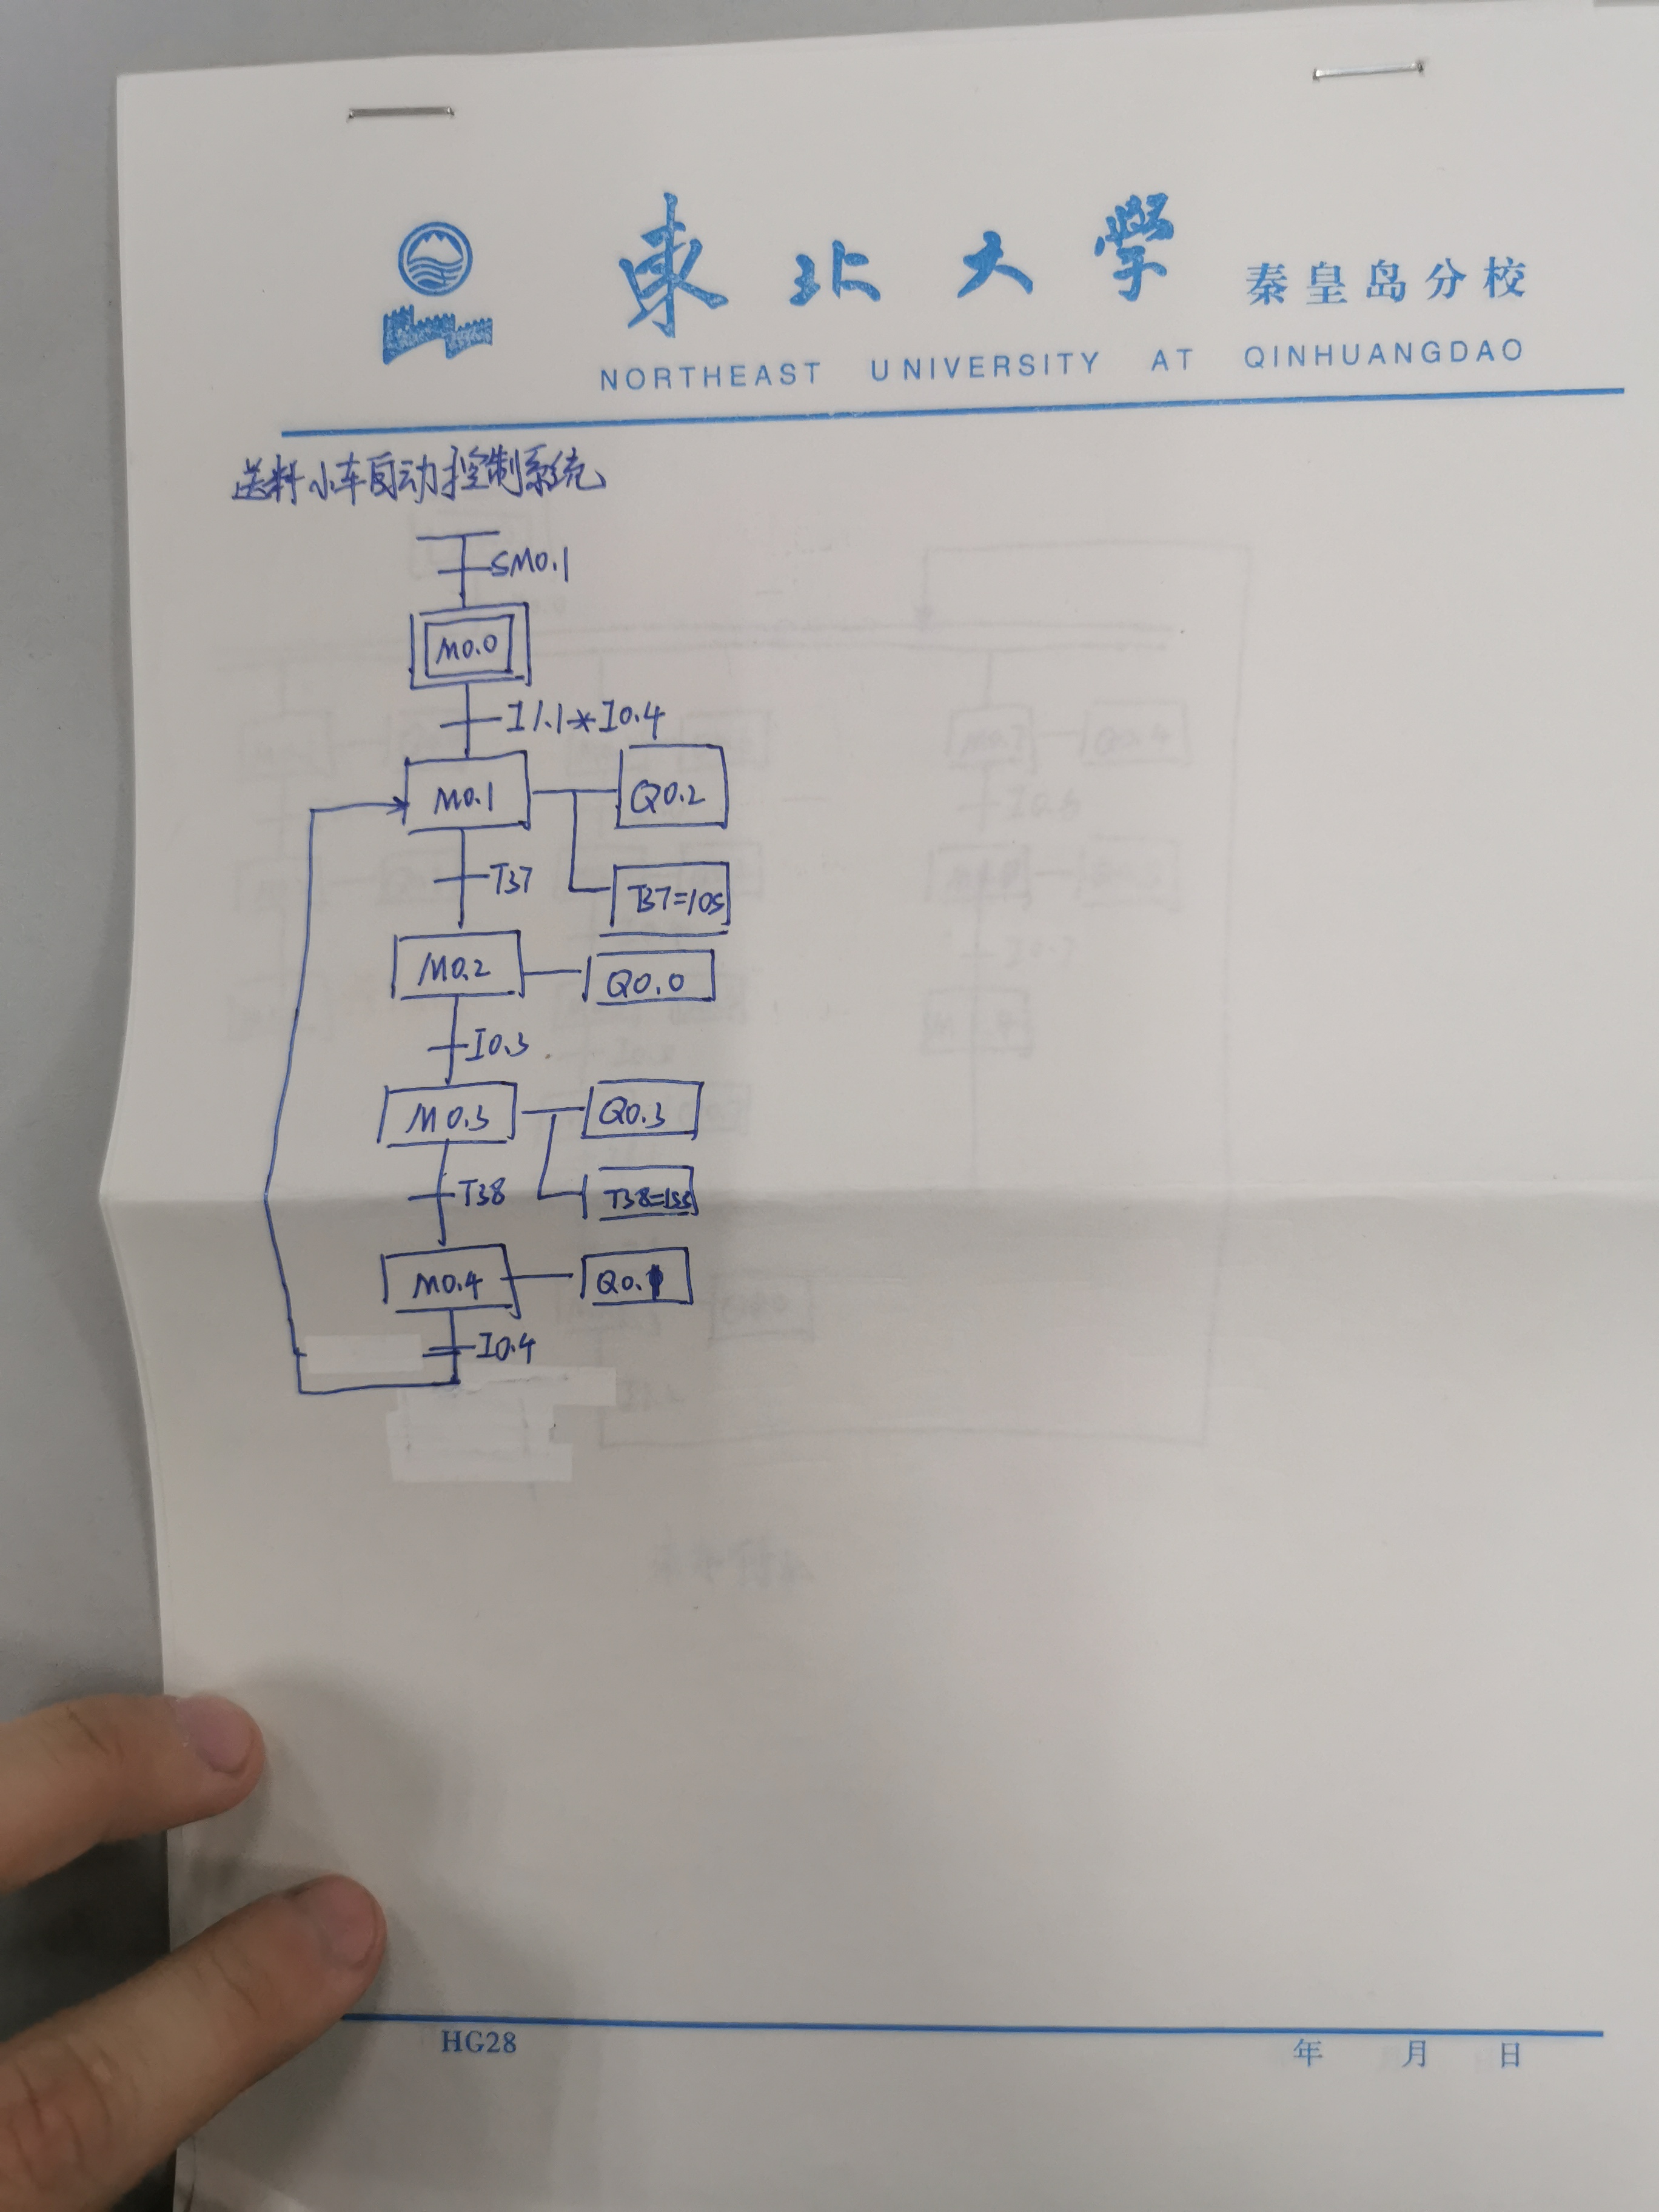 東北大学 秦皇岛分校
NORTHEAST UNIVERSITY AT QINHUANGDAO
送料小车自动控制系统
SM0.1
M0.0
I1.1*I0.4
M0.1
Q0.2
T37
T37=10s
M0.2
Q0.0
I0.3
M0.3
Q0.3
T38
T38=15s
M0.4
Q0.1
I0.4
HG28
年 月 日